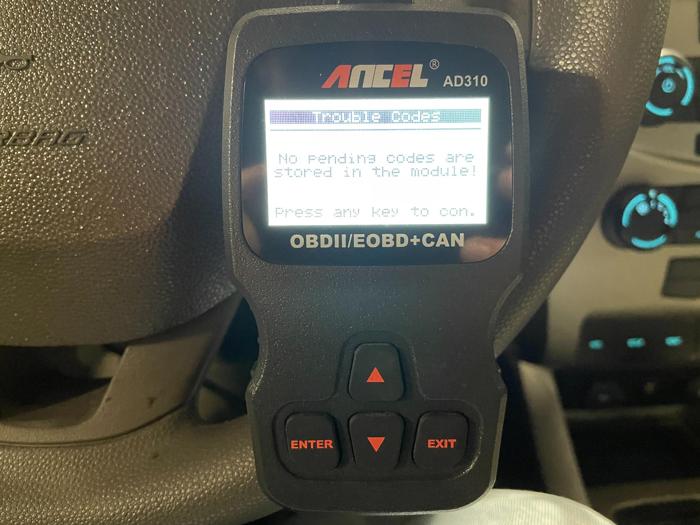 ANCEL®
AD310
Trouble Codes
No pending codes are
stored in the module!
Press any key to con.
OBDII/EOBD+CAN
ENTER
EXIT